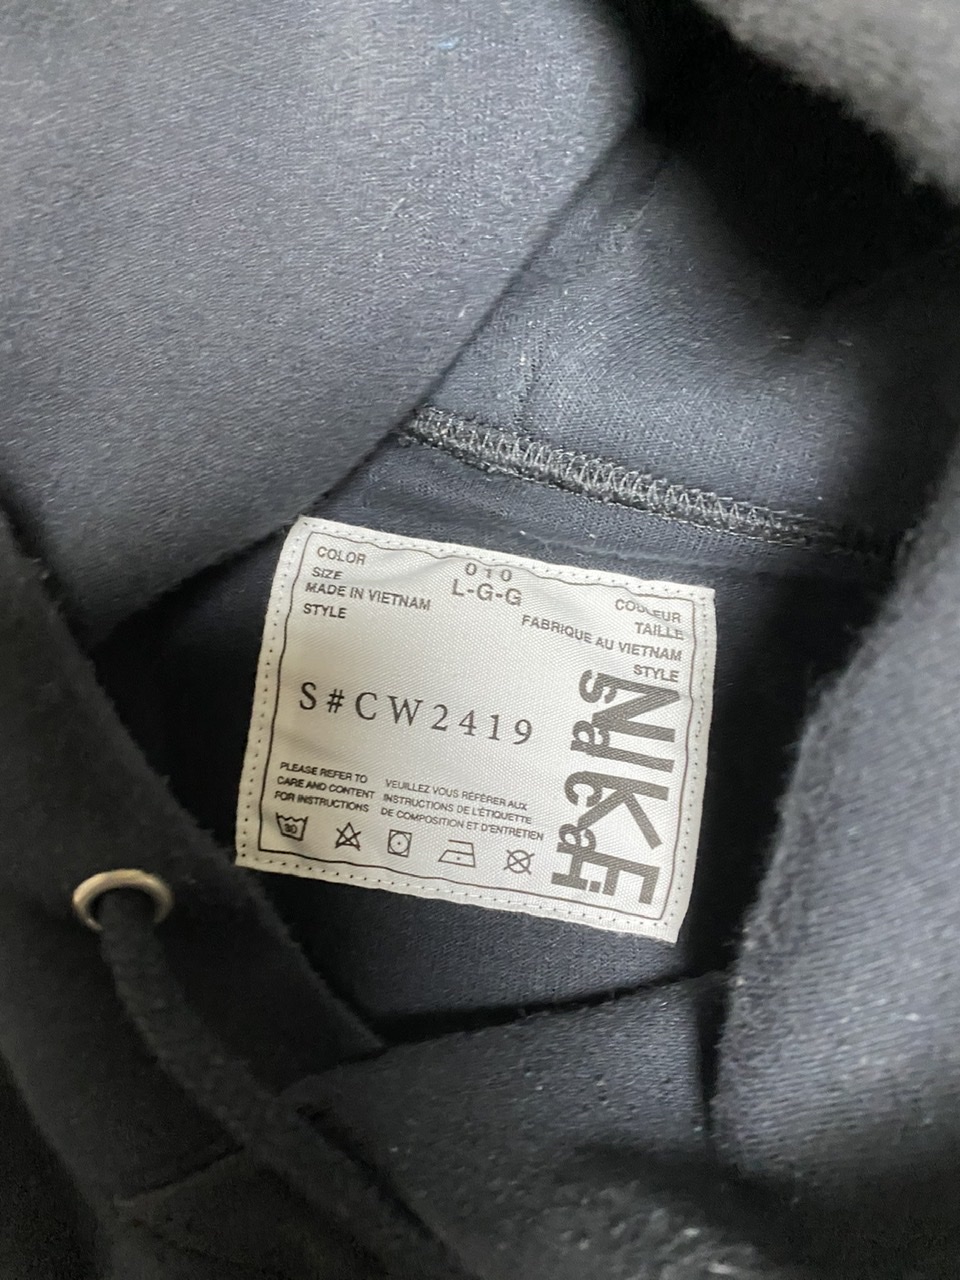 COLOR 010 COULEUR
SIZE L-G-G TAILLE
MADE IN VIETNAM FABRIQUE AU VIETNAM
STYLE STYLE
S#CW2419
NIKE
sacai
PLEASE REFER TO
CARE AND CONTENT
FOR INSTRUCTIONS
VEUILLEZ VOUS RÉFÉRER AUX
INSTRUCTIONS DE L'ÉTIQUETTE
DE COMPOSITION ET D'ENTRETIEN
30